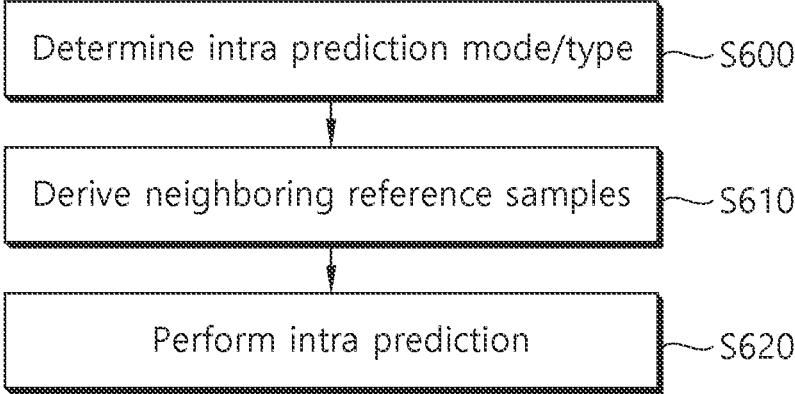 Determine intra prediction mode/type
S600
Derive neighboring reference samples
S610
Perform intra prediction
S620